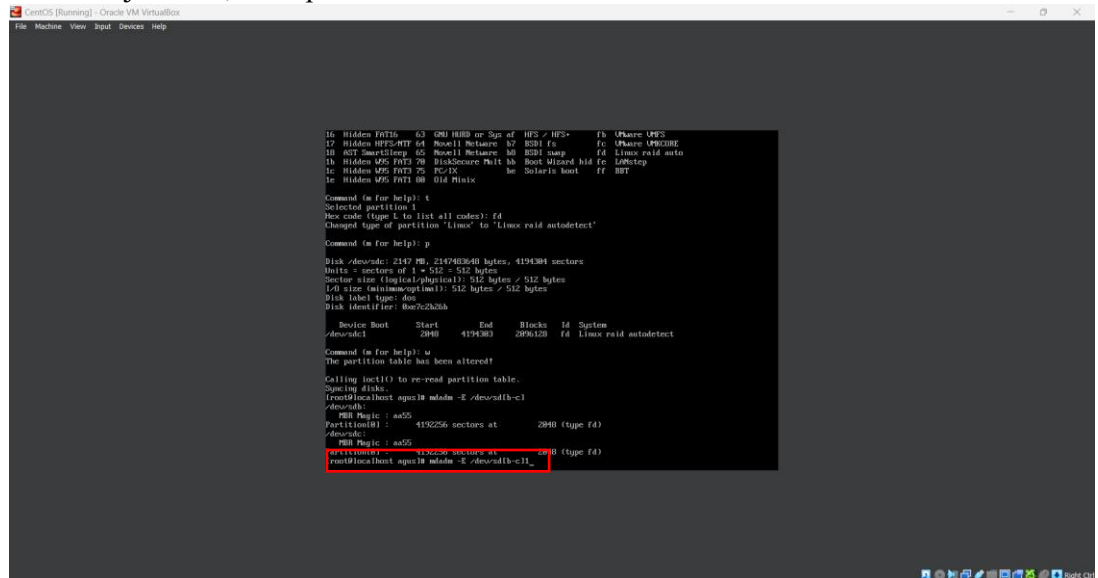 CentOS [Running] - Oracle VM VirtualBox
File Machine View Input Devices Help
16 Hidden FAT16 63 GNU HURD or Sys af HFS / HFS+ fb VMware VMFS
17 Hidden HPFS/NTF 64 Novell Netware b7 BSDI fs fc VMware VMKCORE
18 AST SmartSleep 65 Novell Netware b8 BSDI swap fd Linux raid auto
1b Hidden W95 FAT3 70 DiskSecure Mult bb Boot Wizard hid fe LANstep
1c Hidden W95 FAT3 75 PC/IX be Solaris boot ff BBT
1e Hidden W95 FAT1 80 Old Minix
Command (m for help): t
Selected partition 1
Hex code (type L to list all codes): fd
Changed type of partition 'Linux' to 'Linux raid autodetect'
Command (m for help): p
Disk /dev/sdc: 2147 MB, 2147483648 bytes, 4194304 sectors
Units = sectors of 1 * 512 = 512 bytes
Sector size (logical/physical): 512 bytes / 512 bytes
I/O size (minimum/optimal): 512 bytes / 512 bytes
Disk label type: dos
Disk identifier: 0xe7c2b26b
Device Boot Start End Blocks Id System
/dev/sdc1 2048 4194303 2096128 fd Linux raid autodetect
Command (m for help): w
The partition table has been altered!
Calling ioctl() to re-read partition table.
Syncing disks.
[root@localhost agus]# mdadm -E /dev/sd[b-c]
/dev/sdb:
MBR Magic : aa55
Partition[0] : 4192256 sectors at 2048 (type fd)
/dev/sdc:
MBR Magic : aa55
Partition[0] : 4192256 sectors at 2048 (type fd)
root@localhost agus]# mdadm -E /dev/sd[b-c]1_
Right Ctrl